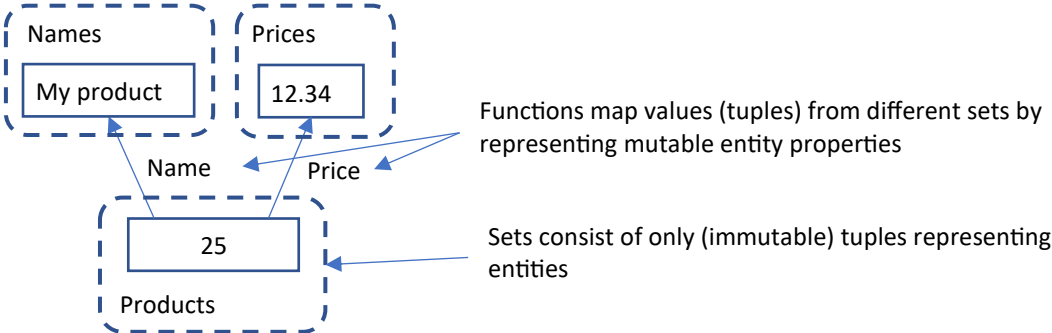 Names
Prices
My product
12.34
Functions map values (tuples) from different sets by
representing mutable entity properties
Name
Price
25
Sets consist of only (immutable) tuples representing
entities
Products